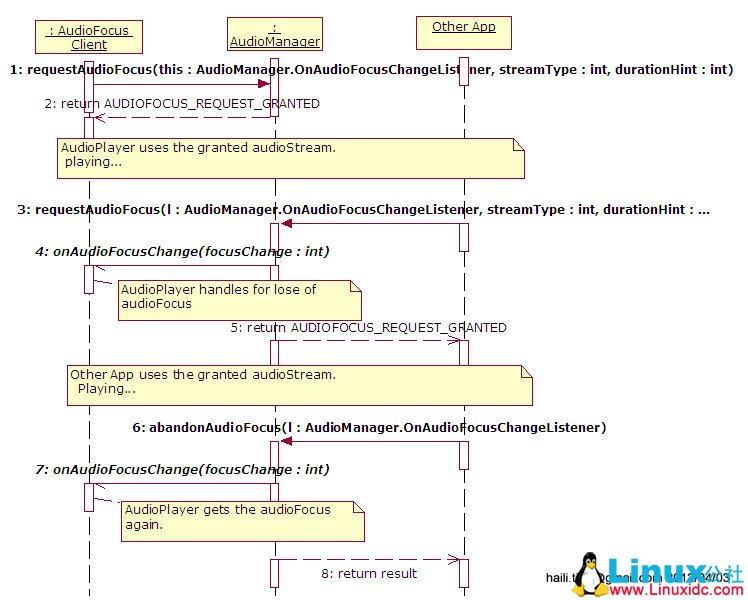 : AudioFocus
Client
:
AudioManager
Other App
1: requestAudioFocus(this : AudioManager.OnAudioFocusChangeListener, streamType : int, durationHint : int)
2: return AUDIOFOCUS_REQUEST_GRANTED
AudioPlayer uses the granted audioStream.
playing...
3: requestAudioFocus(l : AudioManager.OnAudioFocusChangeListener, streamType : int, durationHint : ...
4: onAudioFocusChange(focusChange : int)
AudioPlayer handles for lose of
audioFocus
5: return AUDIOFOCUS_REQUEST_GRANTED
Other App uses the granted audioStream.
Playing...
6: abandonAudioFocus(l : AudioManager.OnAudioFocusChangeListener)
7: onAudioFocusChange(focusChange : int)
AudioPlayer gets the audioFocus
again.
8: return result
Linux公社
www.Linuxidc.com